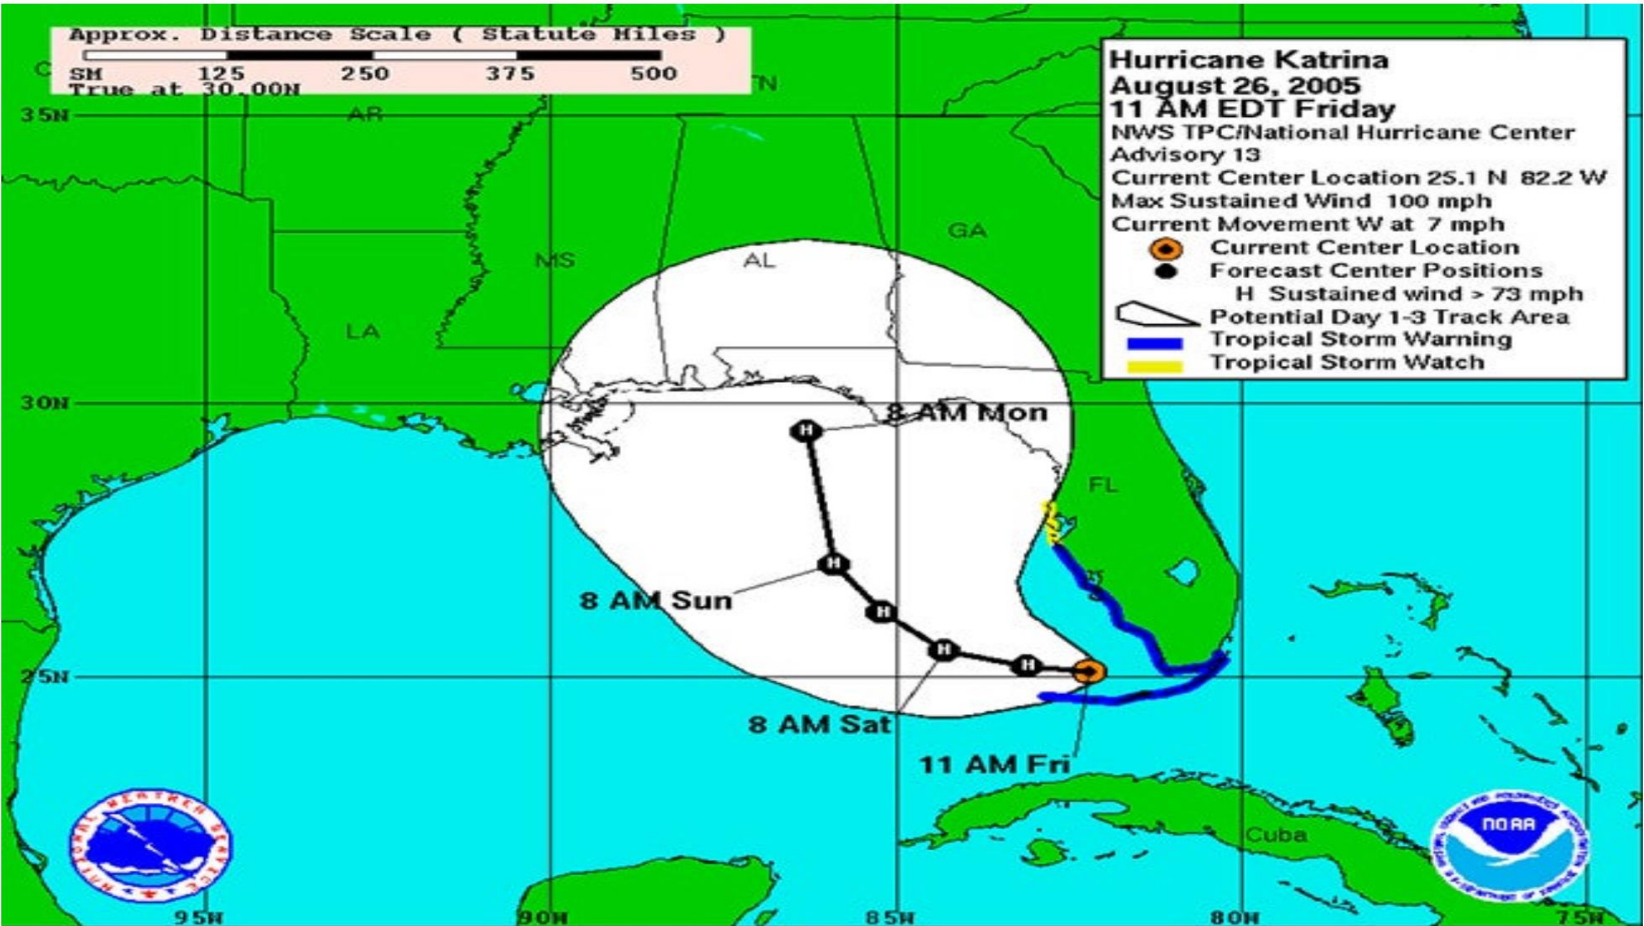 Approx. Distance Scale ( Statute Miles )
SM 125 250 375 500
True at 30.00N
Hurricane Katrina
August 26, 2005
11 AM EDT Friday
NWS TPC/National Hurricane Center
Advisory 13
Current Center Location 25.1 N 82.2 W
Max Sustained Wind 100 mph
Current Movement W at 7 mph
Current Center Location
Forecast Center Positions
H Sustained wind > 73 mph
Potential Day 1-3 Track Area
Tropical Storm Warning
Tropical Storm Watch
TN
35N
AR
GA
MS
AL
LA
30N
8 AM Mon
H
FL
H
8 AM Sun
H
H
H
25N
8 AM Sat
11 AM Fri
Cuba
NATIONAL WEATHER SERVICE
NOAA
95W 90W 85W 80W 75W